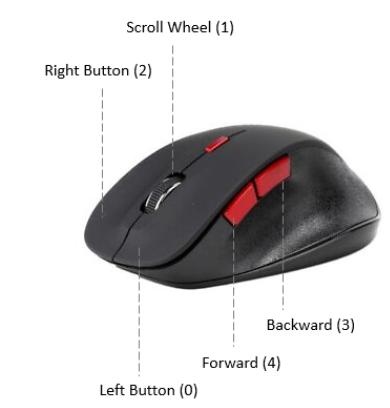 Scroll Wheel (1)
Right Button (2)
Backward (3)
Forward (4)
Left Button (0)